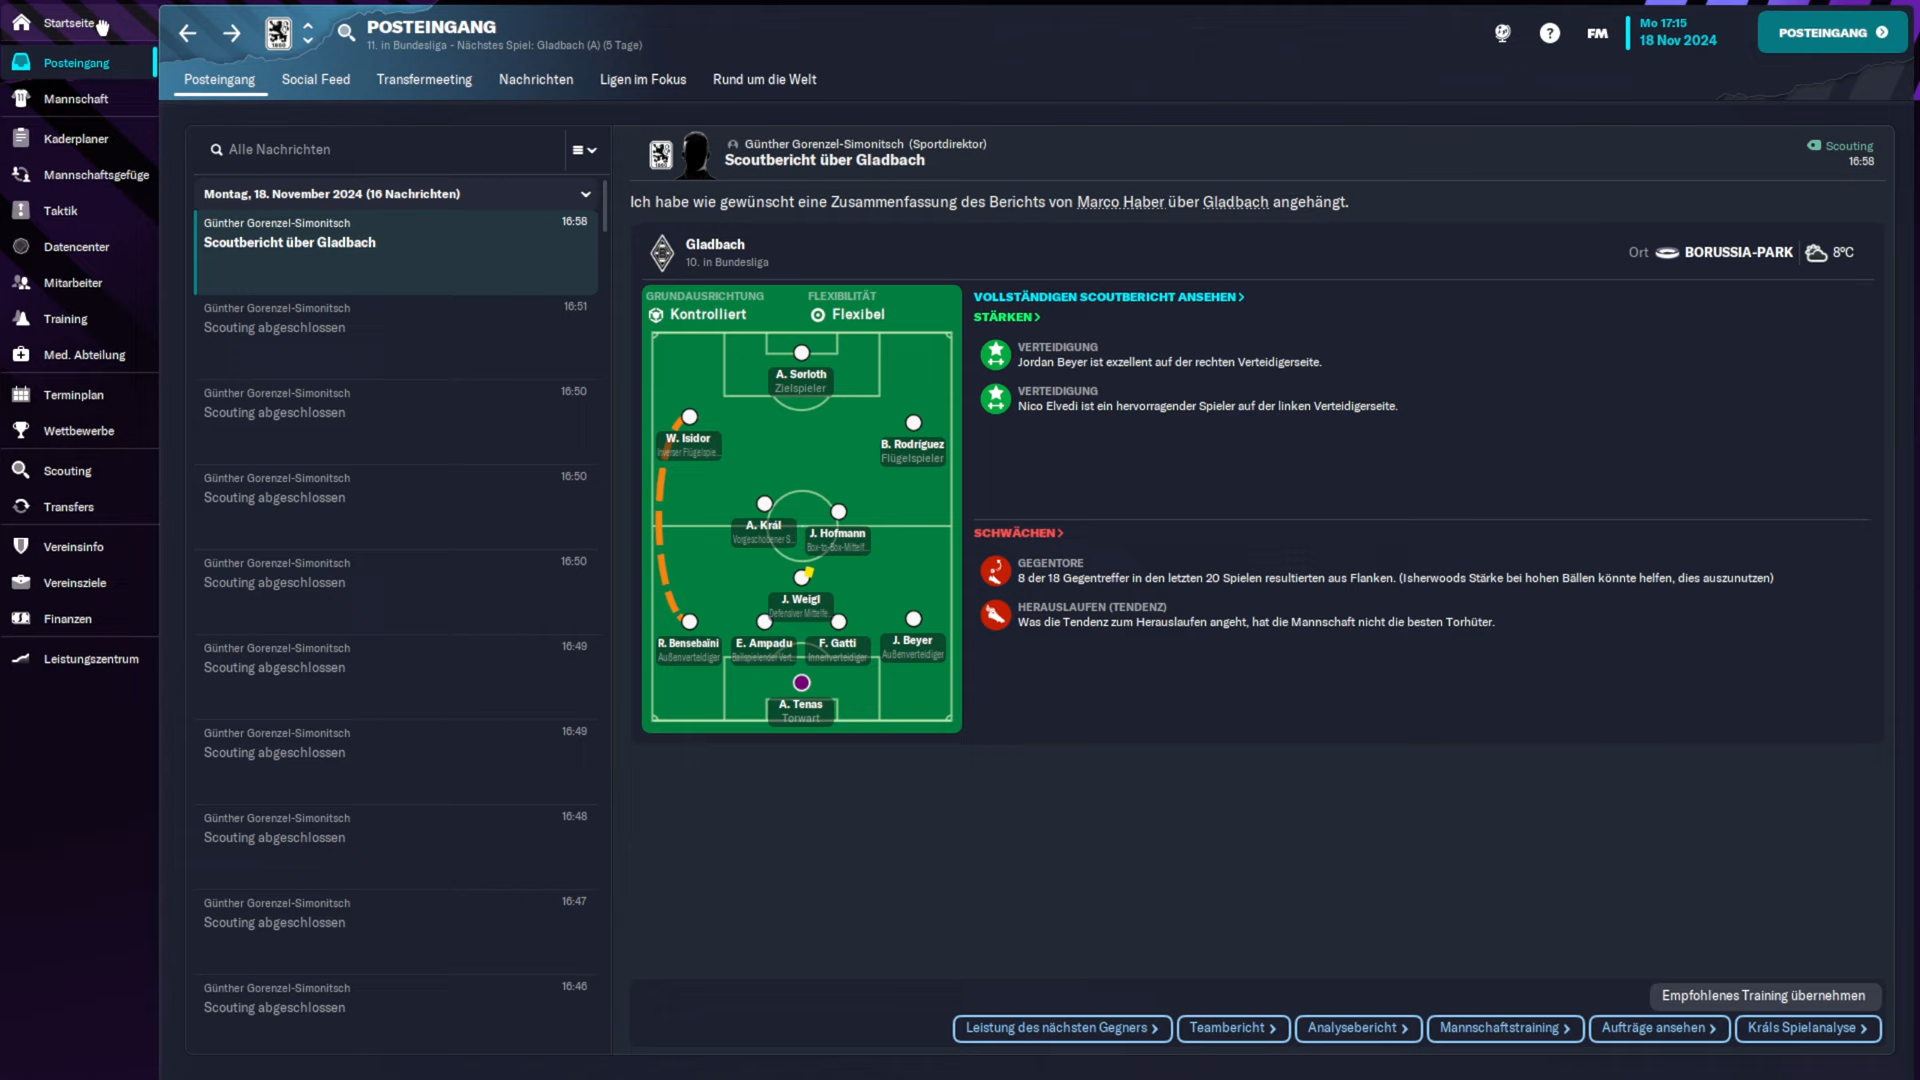 Startseite
Posteingang
Mannschaft
Kaderplaner
Mannschaftsgefüge
Taktik
Datencenter
Mitarbeiter
Training
Med. Abteilung
Terminplan
Wettbewerbe
Scouting
Transfers
Vereinsinfo
Vereinsziele
Finanzen
Leistungszentrum
POSTEINGANG
11. in Bundesliga - Nächstes Spiel: Gladbach (A) (5 Tage)
FM
Mo 17:15
18 Nov 2024
POSTEINGANG
Posteingang Social Feed Transfermeeting Nachrichten Ligen im Fokus Rund um die Welt
Alle Nachrichten
Montag, 18. November 2024 (16 Nachrichten)
Günther Gorenzel-Simonitsch 16:58
Scoutbericht über Gladbach
Günther Gorenzel-Simonitsch 16:51
Scouting abgeschlossen
Günther Gorenzel-Simonitsch 16:50
Scouting abgeschlossen
Günther Gorenzel-Simonitsch 16:50
Scouting abgeschlossen
Günther Gorenzel-Simonitsch 16:50
Scouting abgeschlossen
Günther Gorenzel-Simonitsch 16:49
Scouting abgeschlossen
Günther Gorenzel-Simonitsch 16:49
Scouting abgeschlossen
Günther Gorenzel-Simonitsch 16:48
Scouting abgeschlossen
Günther Gorenzel-Simonitsch 16:47
Scouting abgeschlossen
Günther Gorenzel-Simonitsch 16:46
Scouting abgeschlossen
Günther Gorenzel-Simonitsch (Sportdirektor)
Scoutbericht über Gladbach
Scouting
16:58
Ich habe wie gewünscht eine Zusammenfassung des Berichts von Marco Haber über Gladbach angehängt.
Gladbach
10. in Bundesliga
Ort BORUSSIA-PARK 8°C
GRUNDAUSRICHTUNG FLEXIBILITÄT
Kontrolliert Flexibel
A. Sørloth
Zielspieler
W. Isidor
Inverser Flügelspie...
B. Rodríguez
Flügelspieler
A. Král
Vorgeschobener S...
J. Hofmann
Box-to-Box-Mittelf...
J. Weigl
Defensiver Mittelfe...
R. Bensebaïni
Außenverteidiger
E. Ampadu
Ballspielender Vert...
F. Gatti
Innenverteidiger
J. Beyer
Außenverteidiger
A. Tenas
Torwart
VOLLSTÄNDIGEN SCOUTBERICHT ANSEHEN >
STÄRKEN >
VERTEIDIGUNG
Jordan Beyer ist exzellent auf der rechten Verteidigerseite.
VERTEIDIGUNG
Nico Elvedi ist ein hervorragender Spieler auf der linken Verteidigerseite.
SCHWÄCHEN >
GEGENTORE
8 der 18 Gegentreffer in den letzten 20 Spielen resultierten aus Flanken. (Isherwoods Stärke bei hohen Bällen könnte helfen, dies auszunutzen)
HERAUSLAUFEN (TENDENZ)
Was die Tendenz zum Herauslaufen angeht, hat die Mannschaft nicht die besten Torhüter.
Empfohlenes Training übernehmen
Leistung des nächsten Gegners > Teambericht > Analysebericht > Mannschaftstraining > Aufträge ansehen > Králs Spielanalyse >